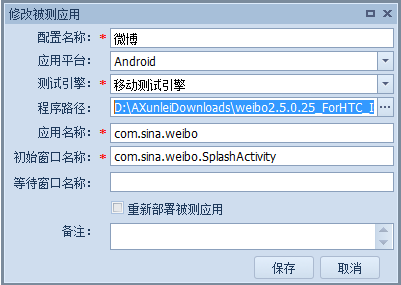 修改被测应用
配置名称: * 微博
应用平台: Android
测试引擎: * 移动测试引擎
程序路径: D:\AXunleiDownloads\weibo2.5.0.25_ForHTC_I ...
应用名称: * com.sina.weibo
初始窗口名称: * com.sina.weibo.SplashActivity
等待窗口名称:
重新部署被测应用
备注:
保存 取消